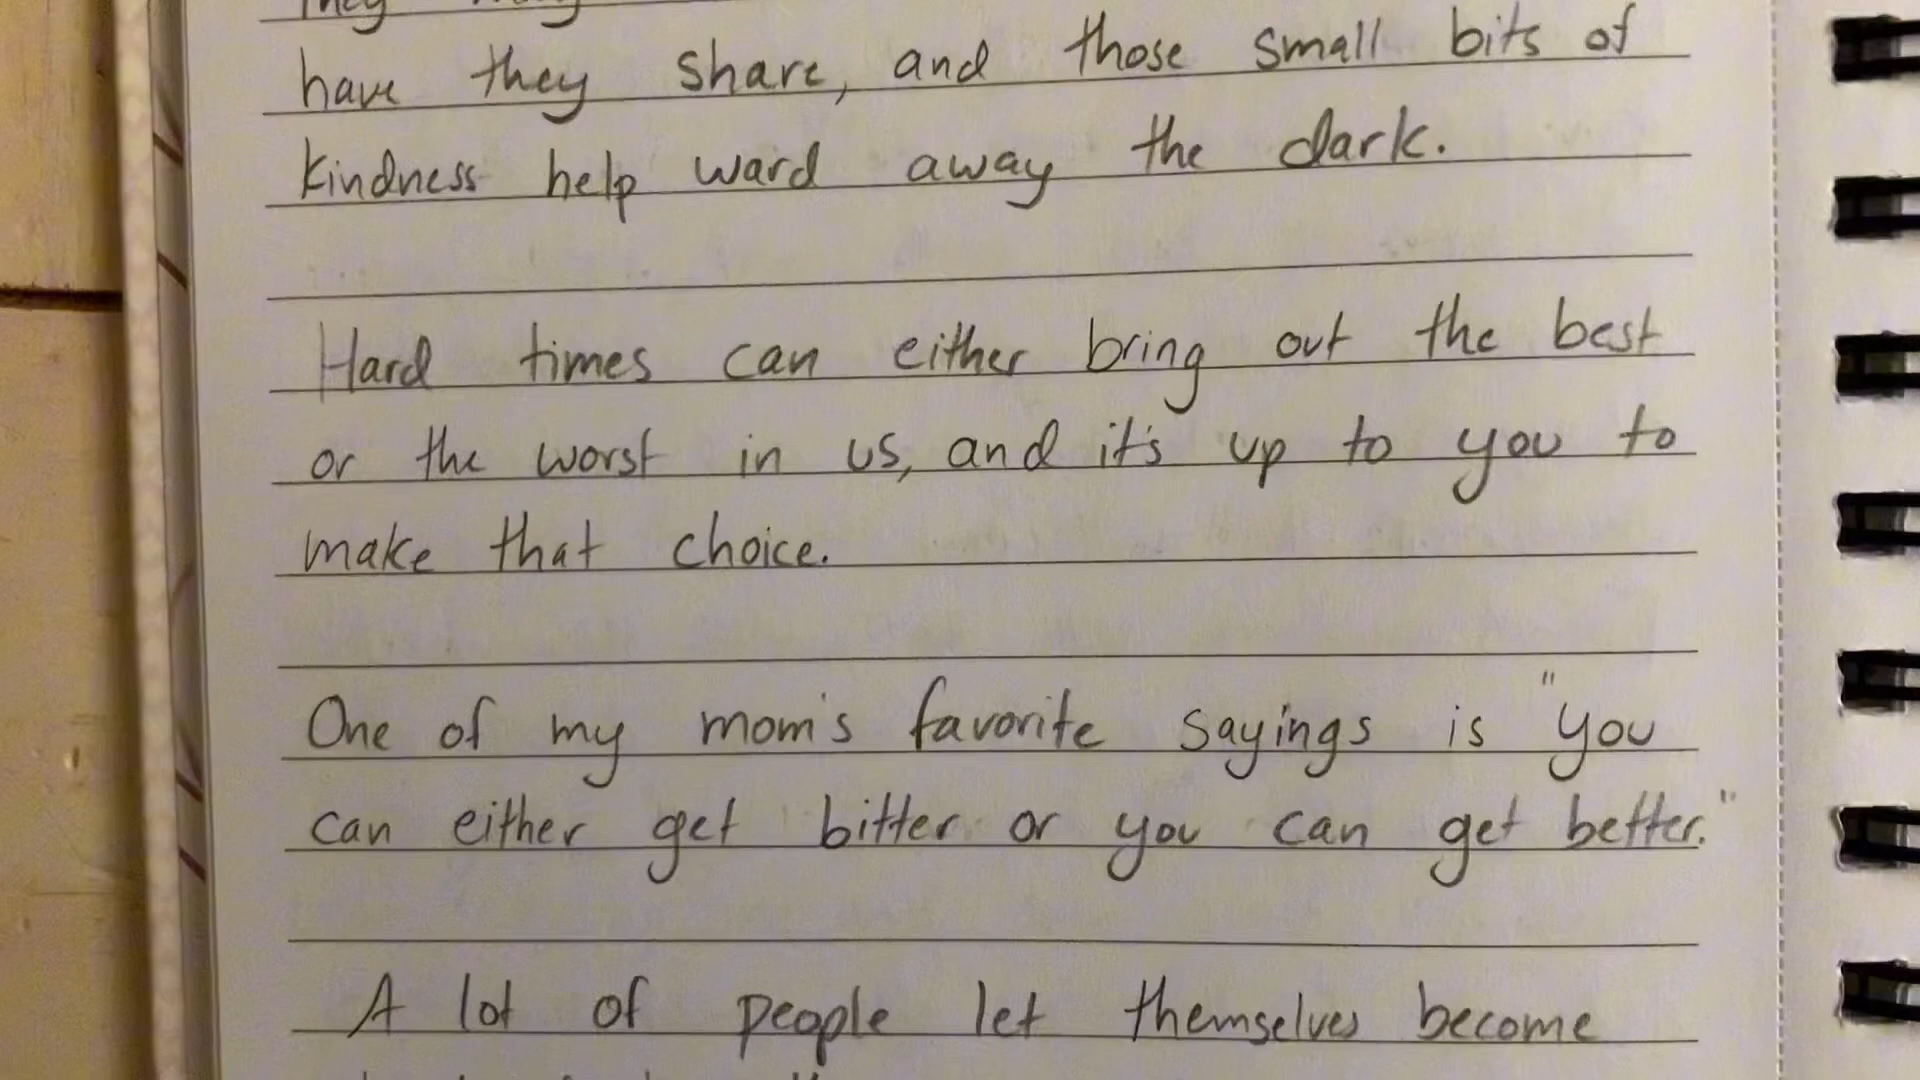 They
have they share, and those small bits of
kindness help ward away the dark.
Hard times can either bring out the best
or the worst in us, and it's up to you to
make that choice.
One of my mom's favorite sayings is "you
can either get bitter or you can get better."
A lot of people let themselves become